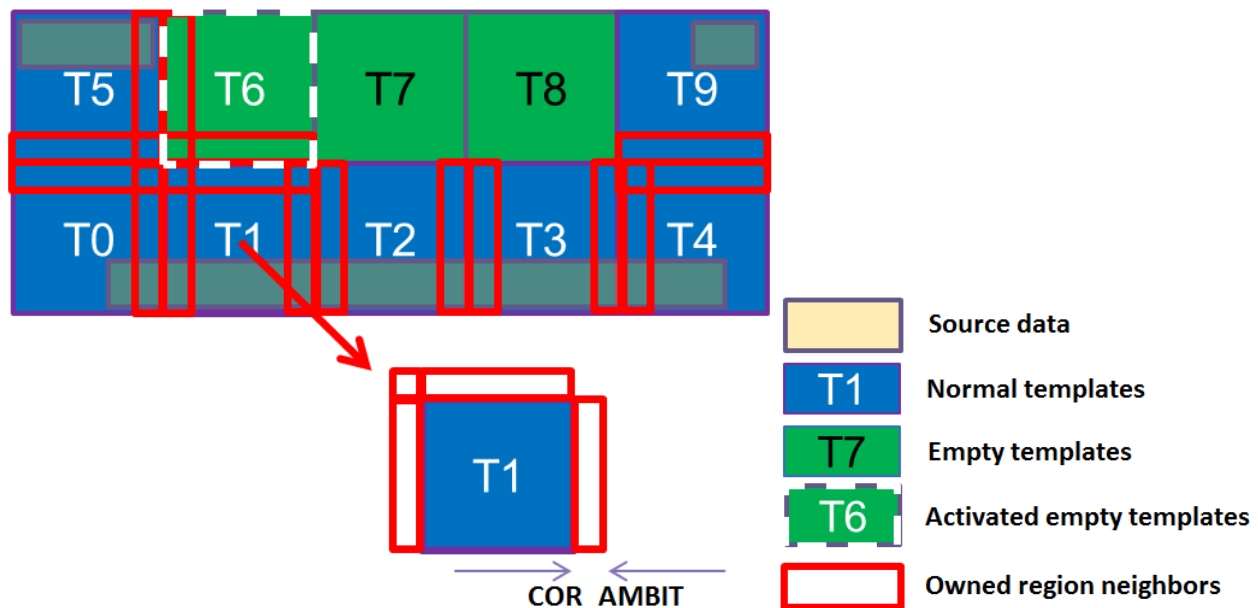 T5 T6 T7 T8 T9
T0 T1 T2 T3 T4
Source data
T1 Normal templates
T7 Empty templates
T1
T6 Activated empty templates
COR AMBIT
Owned region neighbors